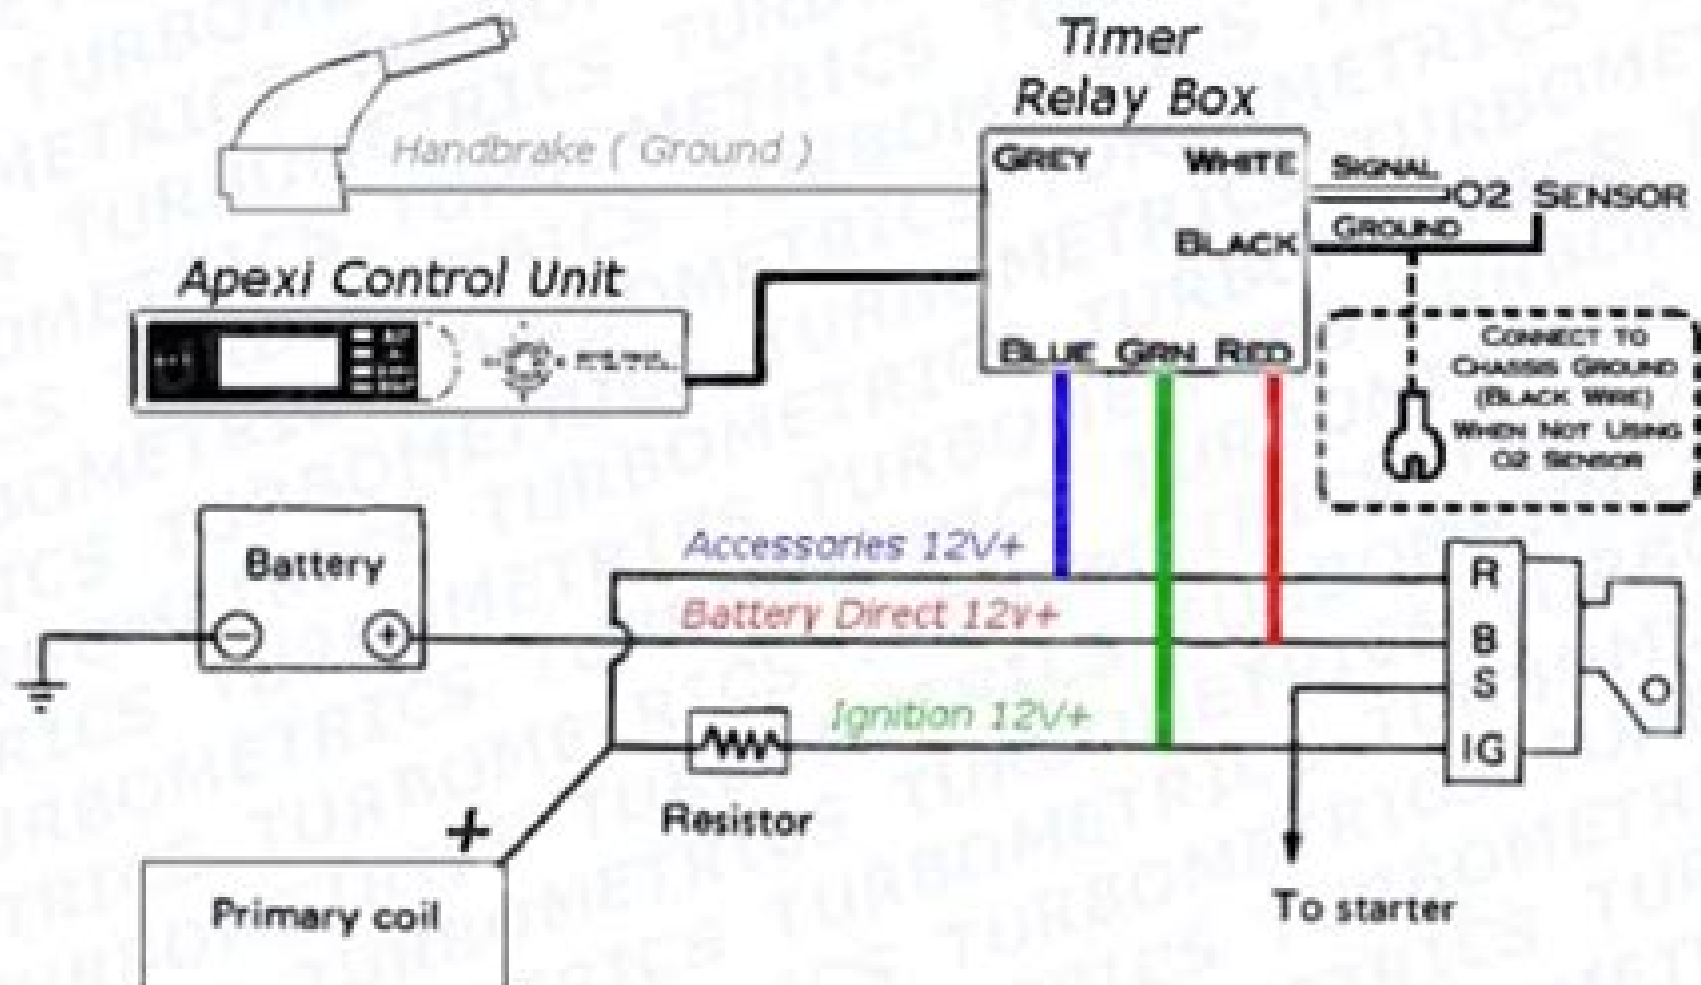 Timer
Relay Box
Handbrake ( Ground )
GREY
WHITE
SIGNAL
O2 SENSOR
GROUND
BLACK
Apexi Control Unit
BLUE GRN RED
CONNECT TO
CHASSIS GROUND
(BLACK WIRE)
WHEN NOT USING
O2 SENSOR
Battery
Accessories 12V+
R
Battery Direct 12v+
B
S
Ignition 12V+
IG
Resistor
+
Primary coil
To starter
TURBOMETRICS